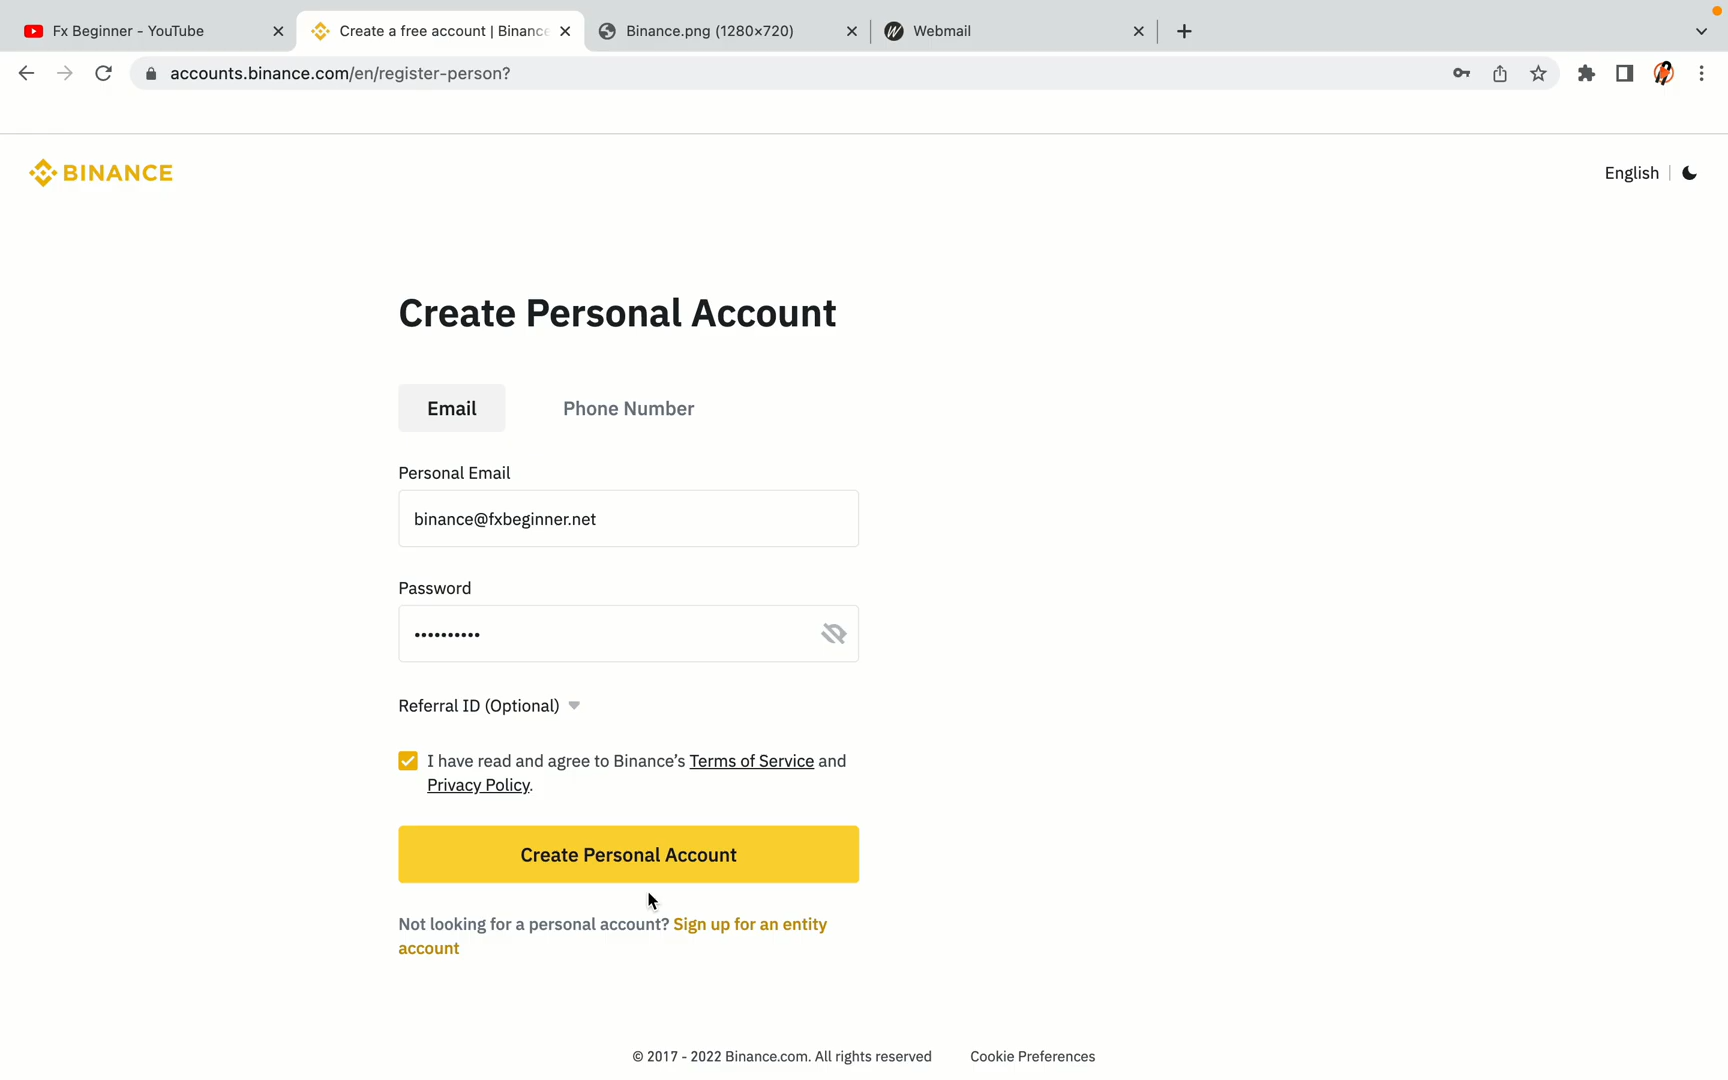 Fx Beginner - YouTube
Create a free account | Binance
Binance.png (1280×720)
Webmail
accounts.binance.com/en/register-person?
BINANCE
English
Create Personal Account
Email
Phone Number
Personal Email
binance@fxbeginner.net
Password
••••••••••
Referral ID (Optional)
I have read and agree to Binance’s Terms of Service and
Privacy Policy.
Create Personal Account
Not looking for a personal account? Sign up for an entity
account
© 2017 - 2022 Binance.com. All rights reserved
Cookie Preferences